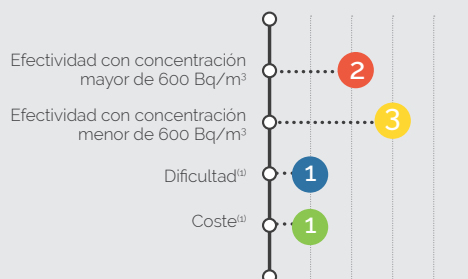 Efectividad con concentración
mayor de 600 Bq/m³
2
Efectividad con concentración
menor de 600 Bq/m³
3
Dificultad⁽¹⁾
1
Coste⁽¹⁾
1